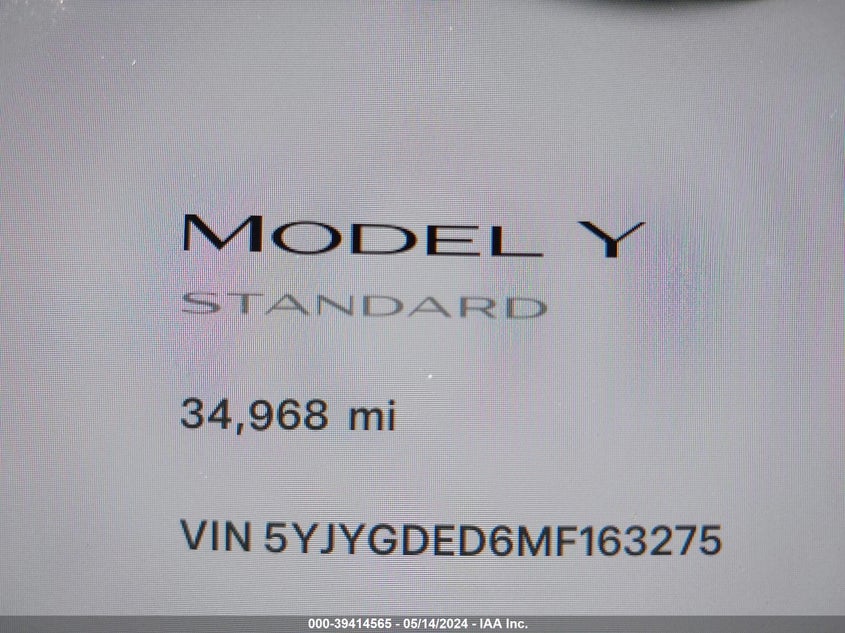 MODEL Y
STANDARD
34,968 mi
VIN 5YJYGDED6MF163275
000-39414565 - 05/14/2024 - IAA Inc.